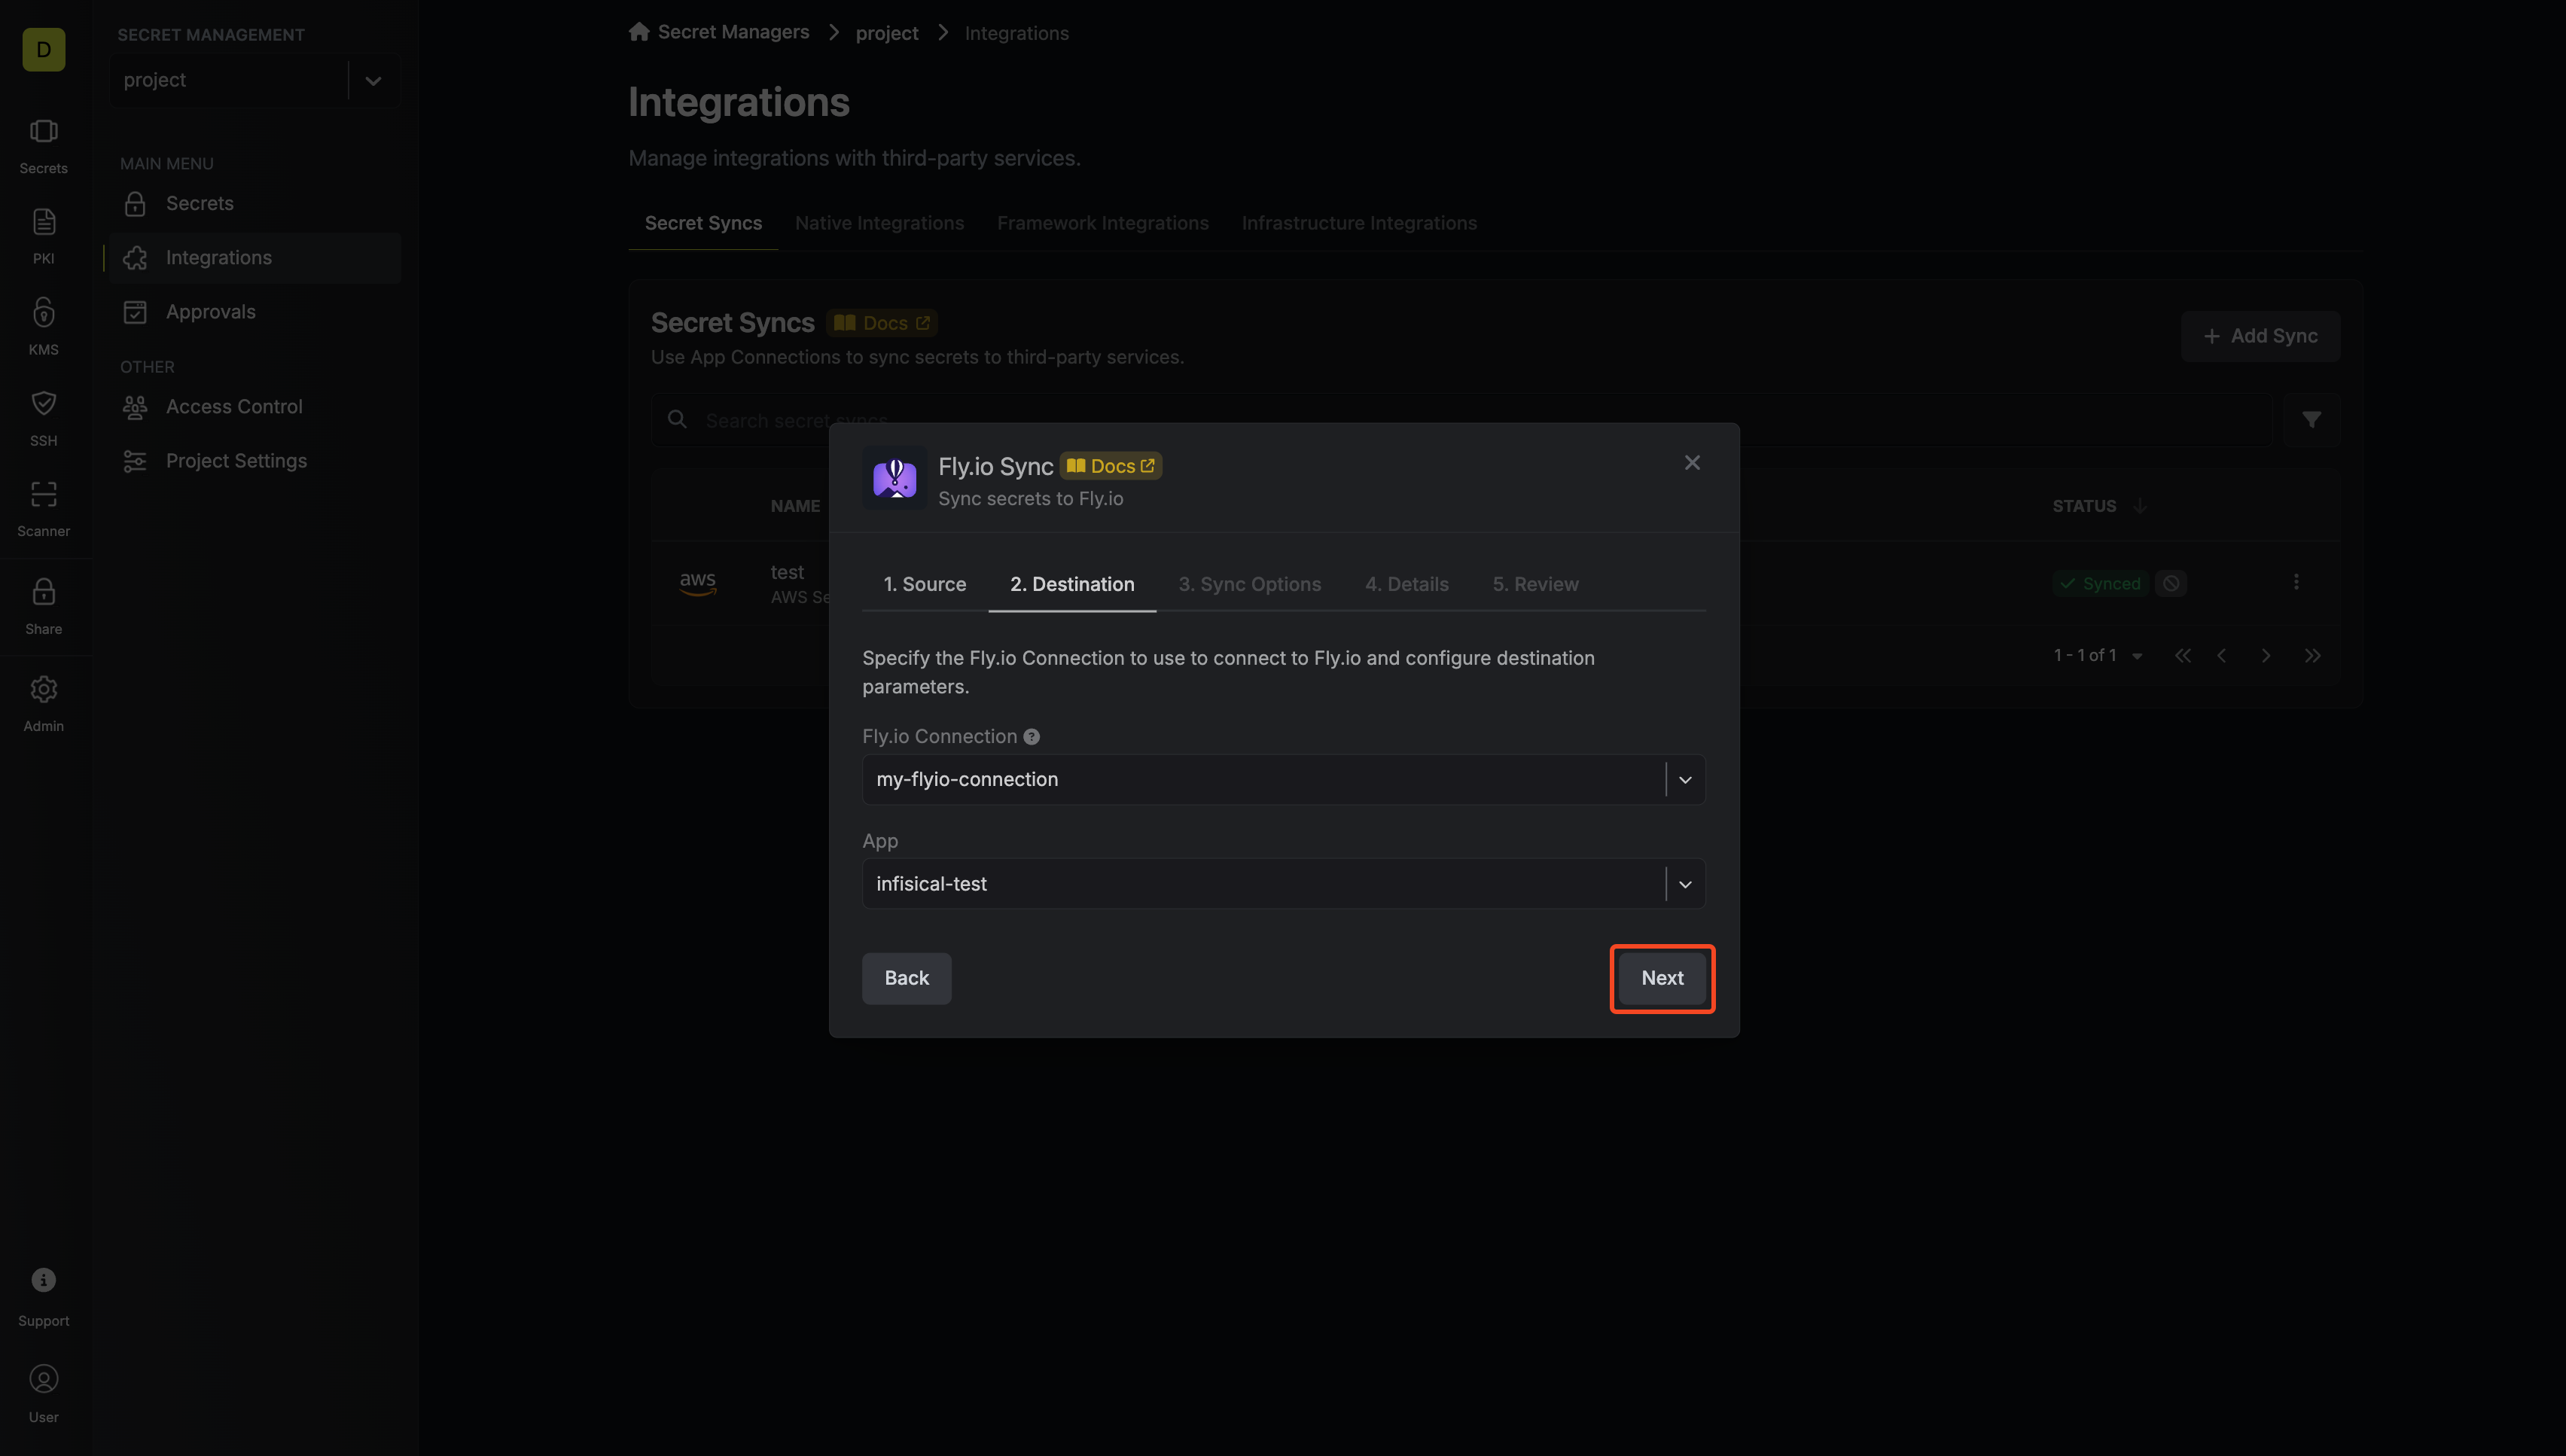 D
Secrets
PKI
KMS
SSH
Scanner
Share
Admin
Support
User
SECRET MANAGEMENT
project
MAIN MENU
Secrets
Integrations
Approvals
OTHER
Access Control
Project Settings
Secret Managers
project
Integrations
Integrations
Manage integrations with third-party services.
Secret Syncs
Native Integrations
Framework Integrations
Infrastructure Integrations
Secret Syncs
Docs
Use App Connections to sync secrets to third-party services.
Add Sync
Search secret syncs
NAME
STATUS
aws
test
AWS Se
Synced
1 - 1 of 1
Fly.io Sync
Docs
Sync secrets to Fly.io
1. Source
2. Destination
3. Sync Options
4. Details
5. Review
Specify the Fly.io Connection to use to connect to Fly.io and configure destination
parameters.
Fly.io Connection
my-flyio-connection
App
infisical-test
Back
Next